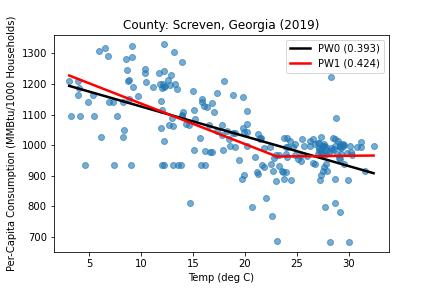 County: Screven, Georgia (2019)
PW0 (0.393)
PW1 (0.424)
Per-Capita Consumption (MMBtu/1000 Households)
1300
1200
1100
1000
900
800
700
5 10 15 20 25 30
Temp (deg C)